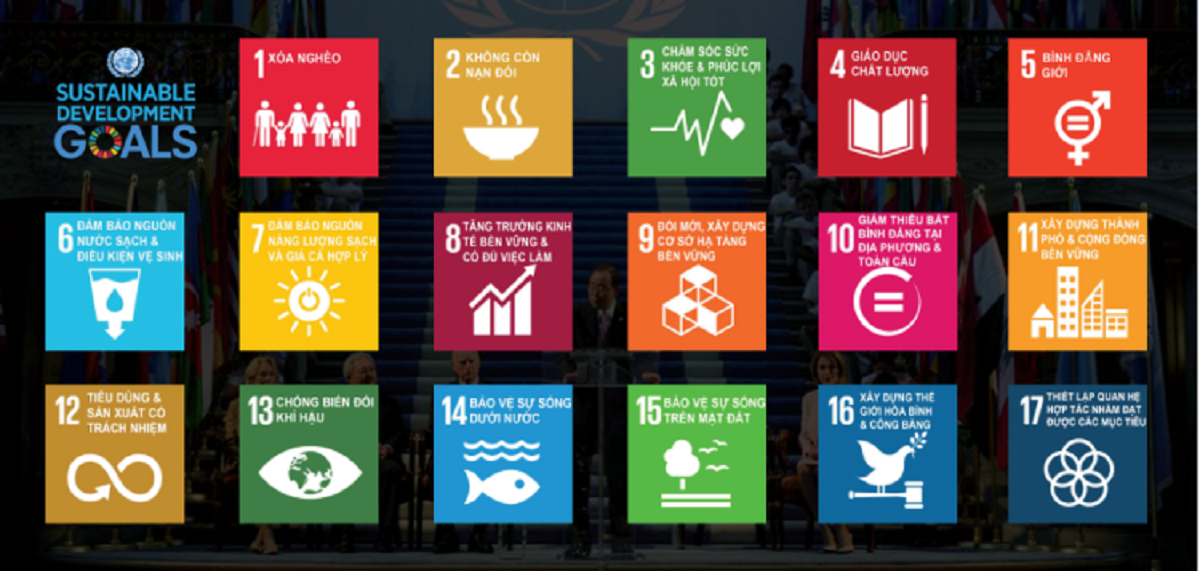 SUSTAINABLE
DEVELOPMENT
GOALS
1 XÓA NGHÈO
2 KHÔNG CÒN
NẠN ĐÓI
3 CHĂM SÓC SỨC
KHỎE & PHÚC LỢI
XÃ HỘI TỐT
4 GIÁO DỤC
CHẤT LƯỢNG
5 BÌNH ĐẲNG
GIỚI
6 ĐẢM BẢO NGUỒN
NƯỚC SẠCH &
ĐIỀU KIỆN VỆ SINH
7 ĐẢM BẢO NGUỒN
NĂNG LƯỢNG SẠCH
VÀ GIÁ CẢ HỢP LÝ
8 TĂNG TRƯỞNG KINH
TẾ BỀN VỮNG &
CÓ ĐỦ VIỆC LÀM
9 ĐỔI MỚI, XÂY DỰNG
CƠ SỞ HẠ TẦNG
BỀN VỮNG
10 GIẢM THIỂU BẤT
BÌNH ĐẲNG TẠI
ĐỊA PHƯƠNG &
TOÀN CẦU
11 XÂY DỰNG THÀNH
PHỐ & CỘNG ĐỒNG
BỀN VỮNG
12 TIÊU DÙNG &
SẢN XUẤT CÓ
TRÁCH NHIỆM
13 CHỐNG BIẾN ĐỔI
KHÍ HẬU
14 BẢO VỆ SỰ SỐNG
DƯỚI NƯỚC
15 BẢO VỆ SỰ SỐNG
TRÊN MẶT ĐẤT
16 XÂY DỰNG THẾ
GIỚI HÒA BÌNH
& CÔNG BẰNG
17 THIẾT LẬP QUAN HỆ
HỢP TÁC NHẰM ĐẠT
ĐƯỢC CÁC MỤC TIÊU